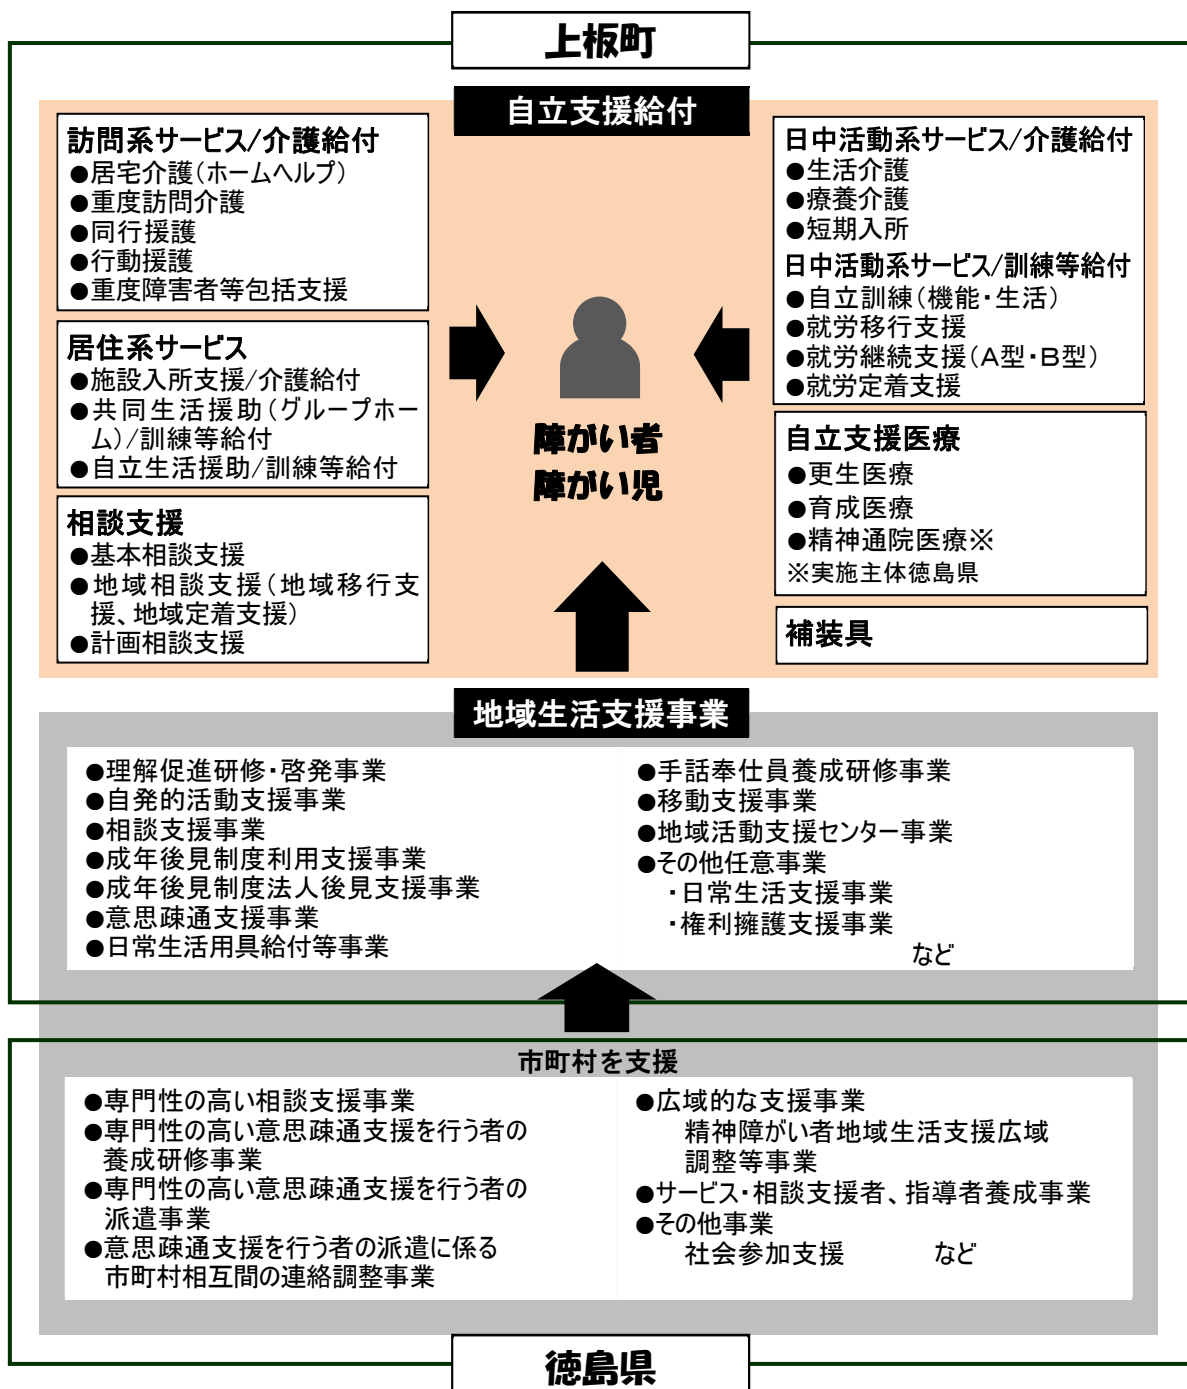 上板町
自立支援給付
訪問系サービス/介護給付
●居宅介護(ホームヘルプ)
●重度訪問介護
●同行援護
●行動援護
●重度障害者等包括支援
居住系サービス
●施設入所支援/介護給付
●共同生活援助(グループホー
ム)/訓練等給付
●自立生活援助/訓練等給付
相談支援
●基本相談支援
●地域相談支援(地域移行支
援、地域定着支援)
●計画相談支援
障がい者
障がい児
日中活動系サービス/介護給付
●生活介護
●療養介護
●短期入所
日中活動系サービス/訓練等給付
●自立訓練(機能・生活)
●就労移行支援
●就労継続支援(A型・B型)
●就労定着支援
自立支援医療
●更生医療
●育成医療
●精神通院医療※
※実施主体徳島県
補装具
地域生活支援事業
●理解促進研修・啓発事業
●自発的活動支援事業
●相談支援事業
●成年後見制度利用支援事業
●成年後見制度法人後見支援事業
●意思疎通支援事業
●日常生活用具給付等事業
●手話奉仕員養成研修事業
●移動支援事業
●地域活動支援センター事業
●その他任意事業
・日常生活支援事業
・権利擁護支援事業
など
市町村を支援
●専門性の高い相談支援事業
●専門性の高い意思疎通支援を行う者の
養成研修事業
●専門性の高い意思疎通支援を行う者の
派遣事業
●意思疎通支援を行う者の派遣に係る
市町村相互間の連絡調整事業
●広域的な支援事業
精神障がい者地域生活支援広域
調整等事業
●サービス・相談支援者、指導者養成事業
●その他事業
社会参加支援 など
徳島県